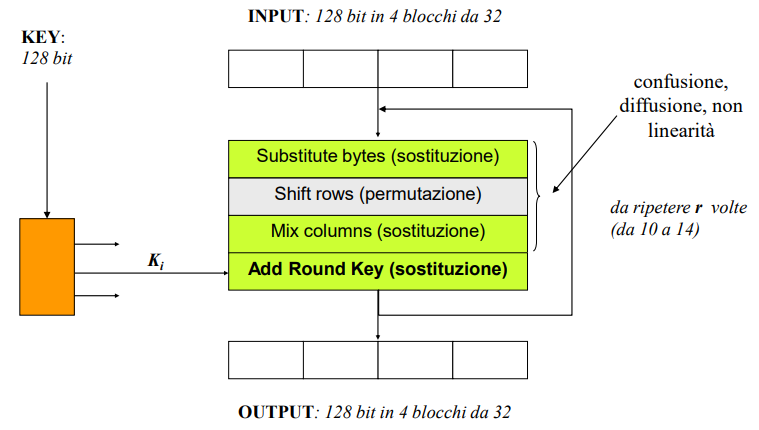 INPUT: 128 bit in 4 blocchi da 32
KEY:
128 bit
confusione,
diffusione, non
linearità
Substitute bytes (sostituzione)
Shift rows (permutazione)
Mix columns (sostituzione)
Add Round Key (sostituzione)
da ripetere r volte
(da 10 a 14)
Ki
OUTPUT: 128 bit in 4 blocchi da 32